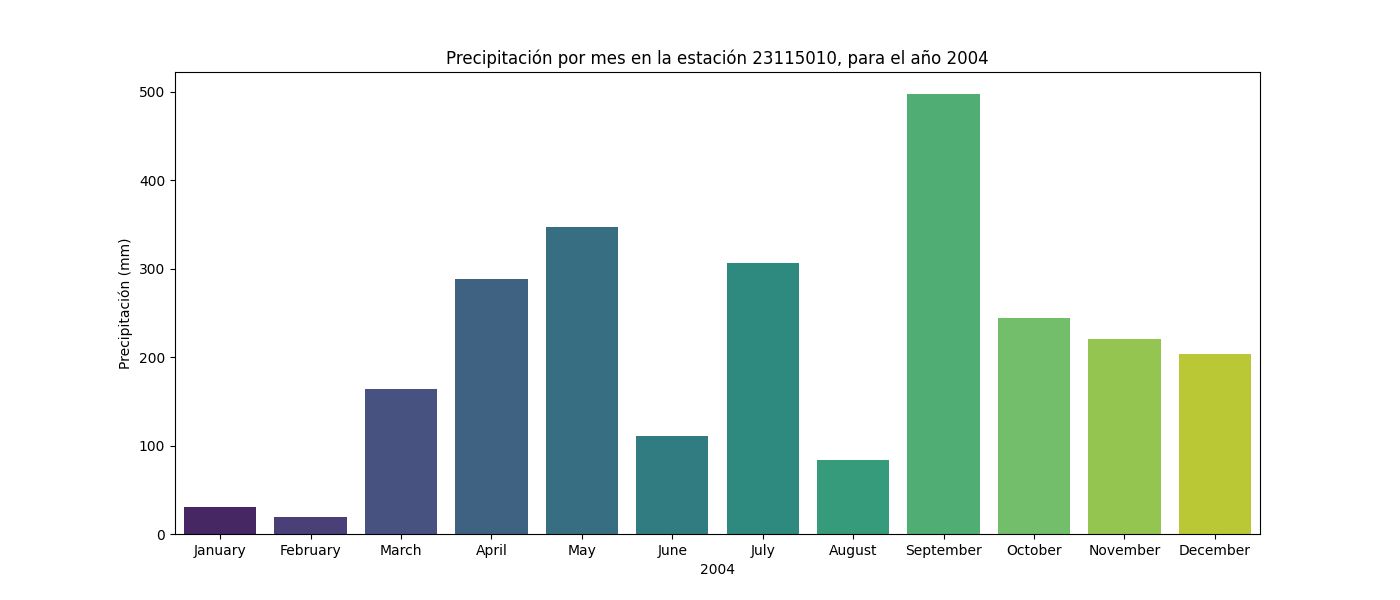 Precipitación por mes en la estación 23115010, para el año 2004
Precipitación (mm)
500
400
300
200
100
0
January February March April May June July August September October November December
2004